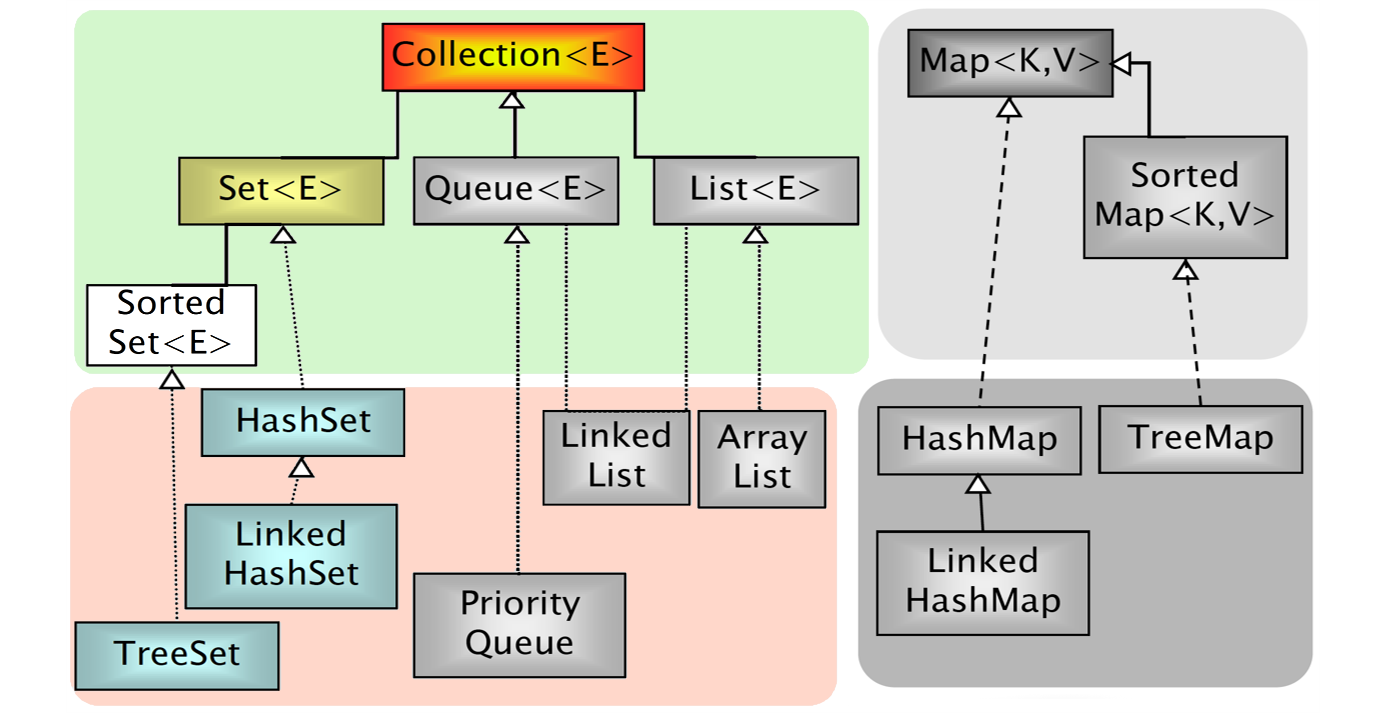 Collection<E>
Map<K,V>
Set<E>
Queue<E>
List<E>
Sorted
Map<K,V>
Sorted
Set<E>
HashSet
Linked
List
Array
List
HashMap
TreeMap
Linked
HashSet
Priority
Queue
Linked
HashMap
TreeSet